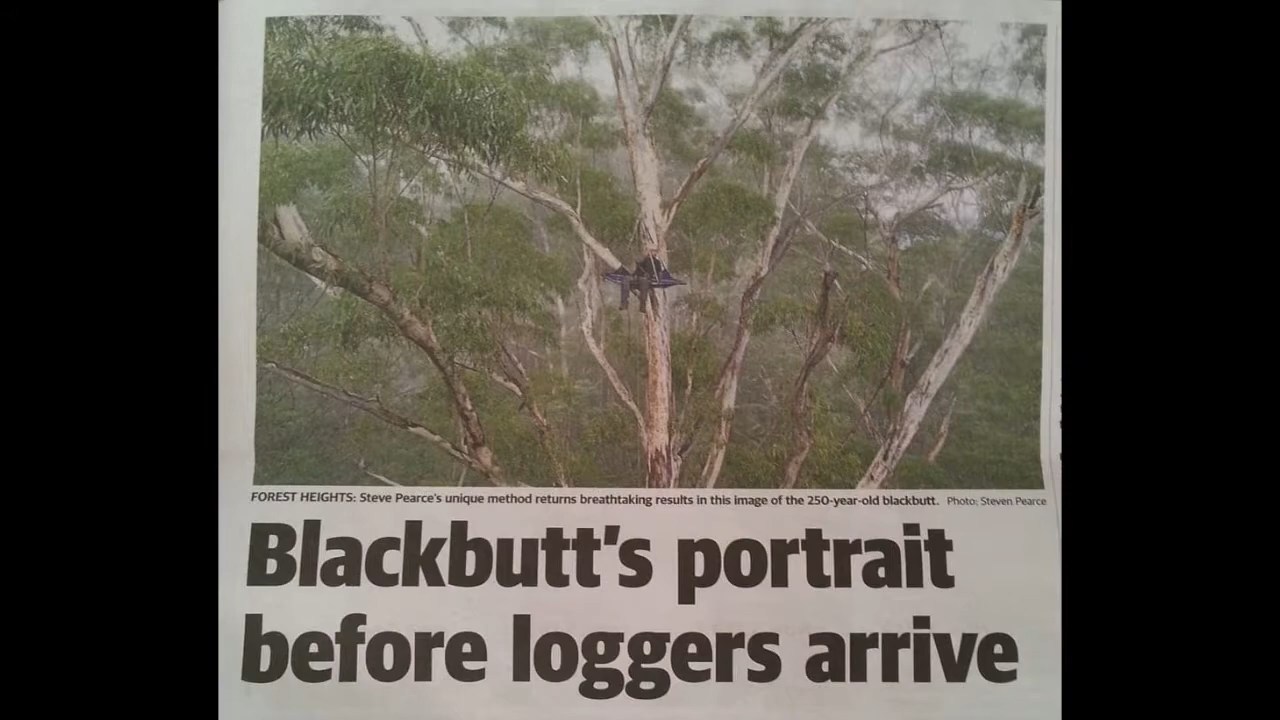 FOREST HEIGHTS: Steve Pearce's unique method returns breathtaking results in this image of the 250-year-old blackbutt. Photo: Steven Pearce
Blackbutt's portrait
before loggers arrive